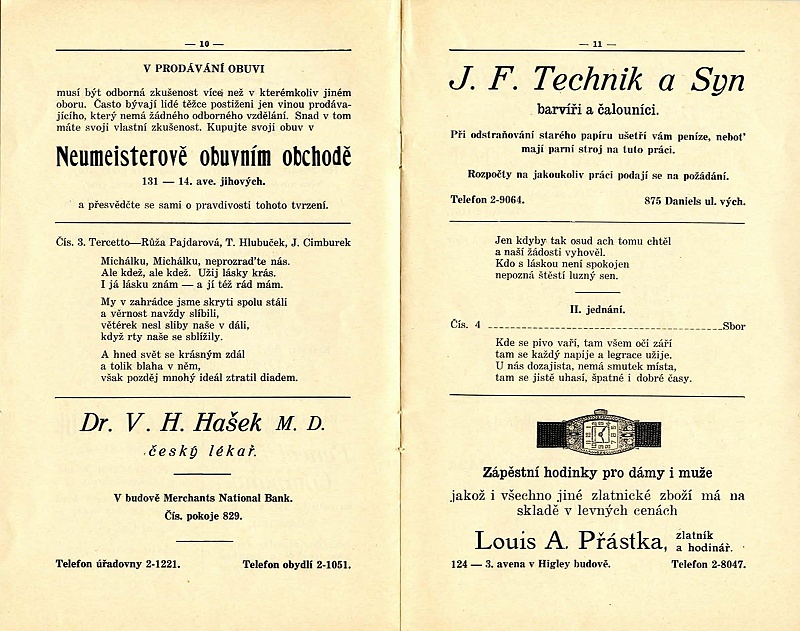 — 10 —
V PRODÁVÁNÍ OBUVI
musí být odborná zkušenost více než v kterémkoliv jiném
oboru. Často bývají lidé těžce postiženi jen vinou prodáva-
jícího, který nemá žádného odborného vzdělání. Snad v tom
máte svoji vlastní zkušenost. Kupujte svoji obuv v
Neumeisterově obuvním obchodě
131 — 14. ave. jihových.
a přesvědčte se sami o pravdivosti tohoto tvrzení.
Čís. 3. Tercetto—Růža Pajdarová, T. Hlubuček, J. Cimburek
Michálku, Michálku, neprozraď'te nás.
Ale kdež, ale kdež. Užij lásky krás.
I já lásku znám — a jí též rád mám.
My v zahrádce jsme skryti spolu stáli
a věrnost navždy slíbili,
větérek nesl sliby naše v dáli,
když rty naše se sblížily.
A hned svět se krásným zdál
a tolik blaha v něm,
však později mnohý ideál ztratil diadem.
Dr. V. H. Hašek M. D.
český lékař.
V budově Merchants National Bank.
Čís. pokoje 829.
Telefon úřadovny 2-1221. Telefon obydlí 2-1051.
— 11 —
J. F. Technik a Syn
barvíři a čalouníci.
Při odstraňování starého papíru ušetří vám peníze, neboť
mají parní stroj na tuto práci.
Rozpočty na jakoukoliv práci podají se na požádání.
Telefon 2-9064. 875 Daniels ul. vých.
Jen kdyby tak osud ach tomu chtěl
a naší žádosti vyhověl.
Kdo s láskou není spokojen
nepozná štěstí luzný sen.
II. jednání.
Čís. 4 Sbor
Kde se pivo vaří, tam všem oči září
tam se každý napije a legrace užije.
U nás dozajista, nemá smutek místa,
tam se jistě uhasí, špatné i dobré časy.
Zápěstní hodinky pro dámy i muže
jakož i všechno jiné zlatnické zboží má na
skladě v levných cenách
Louis A. Přástka, zlatník
a hodinář.
124 — 3. avena v Higley budově. Telefon 2-8047.